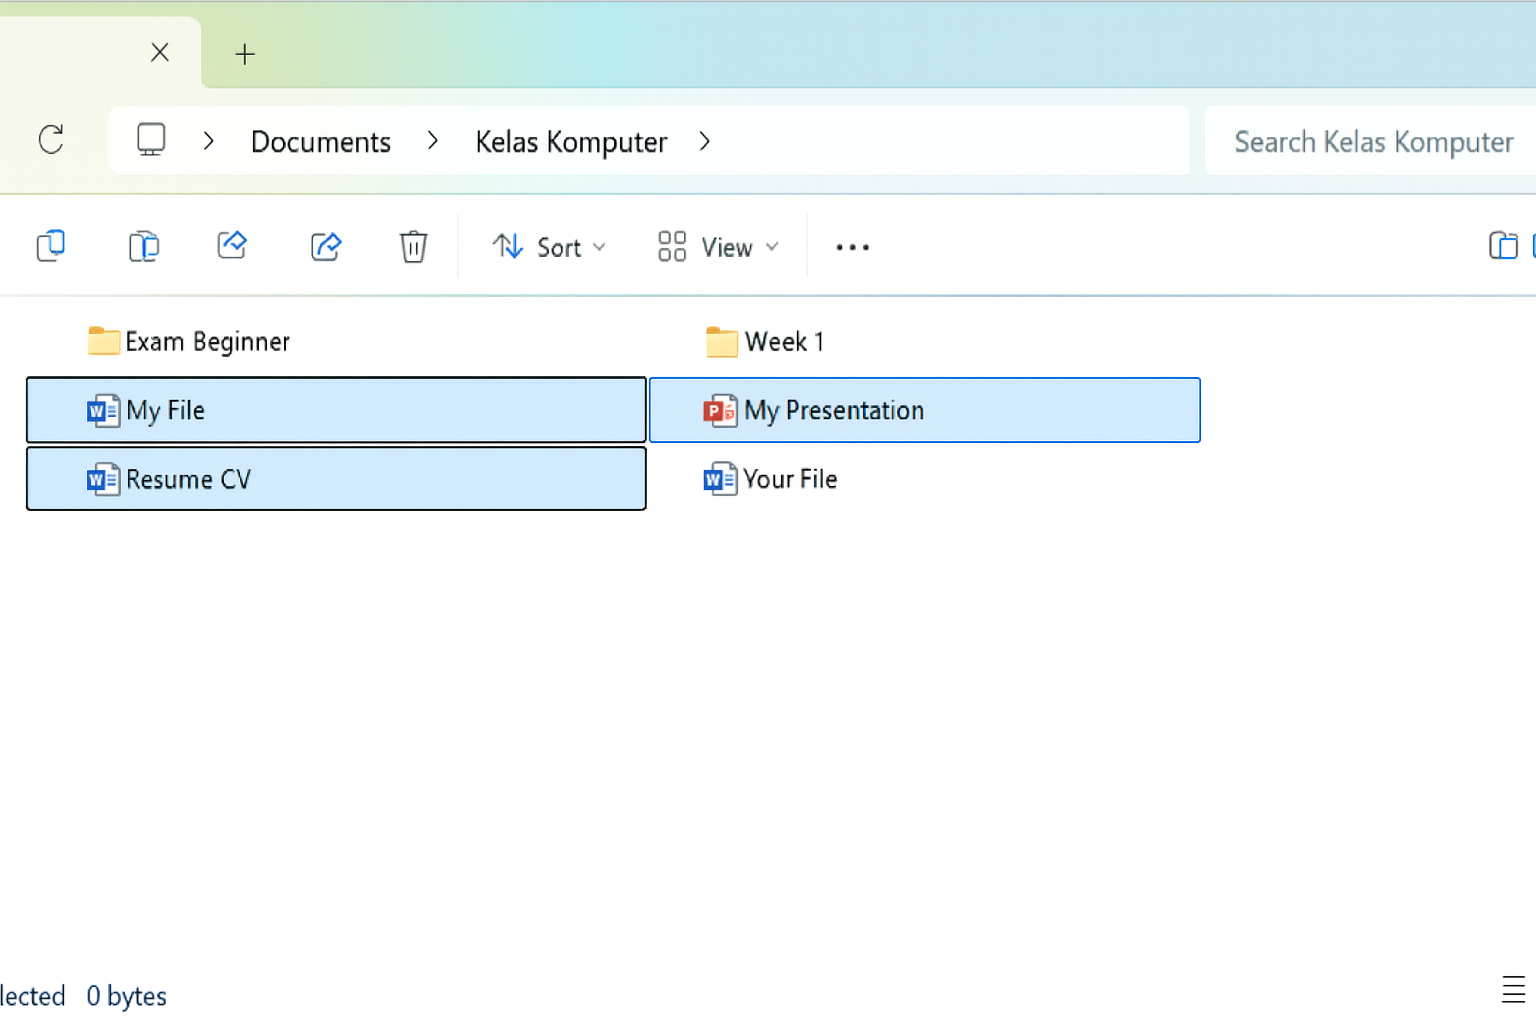 Documents Kelas Komputer Search Kelas Komputer
Sort View
Exam Beginner Week 1
My File My Presentation
Resume CV Your File
lected 0 bytes